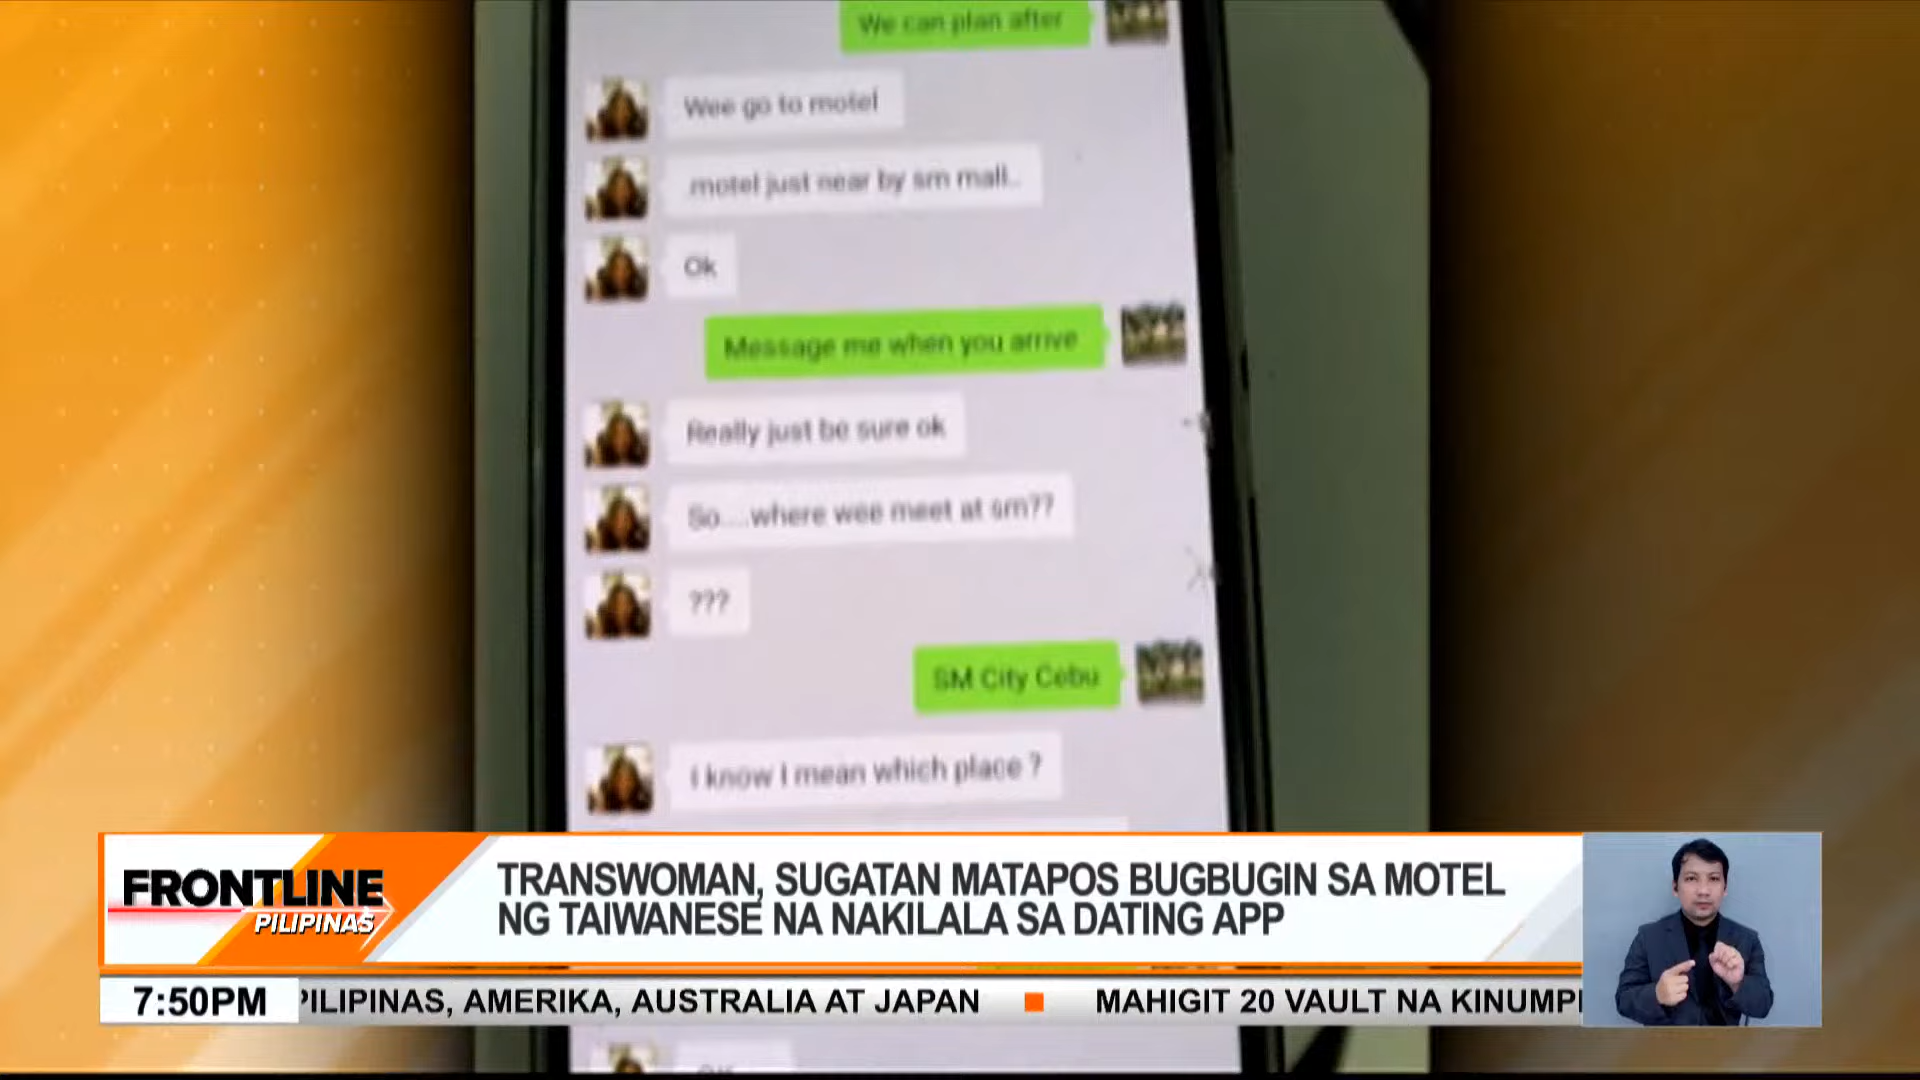 We can plan after
Wee go to motel
.motel just near by sm mall..
Ok
Message me when you arrive
Really just be sure ok
So....where wee meet at sm??
???
SM City Cebu
I know I mean which place ?
FRONTLINE
PILIPINAS
TRANSWOMAN, SUGATAN MATAPOS BUGBUGIN SA MOTEL
NG TAIWANESE NA NAKILALA SA DATING APP
7:50PM
PILIPINAS, AMERIKA, AUSTRALIA AT JAPAN
MAHIGIT 20 VAULT NA KINUMPI